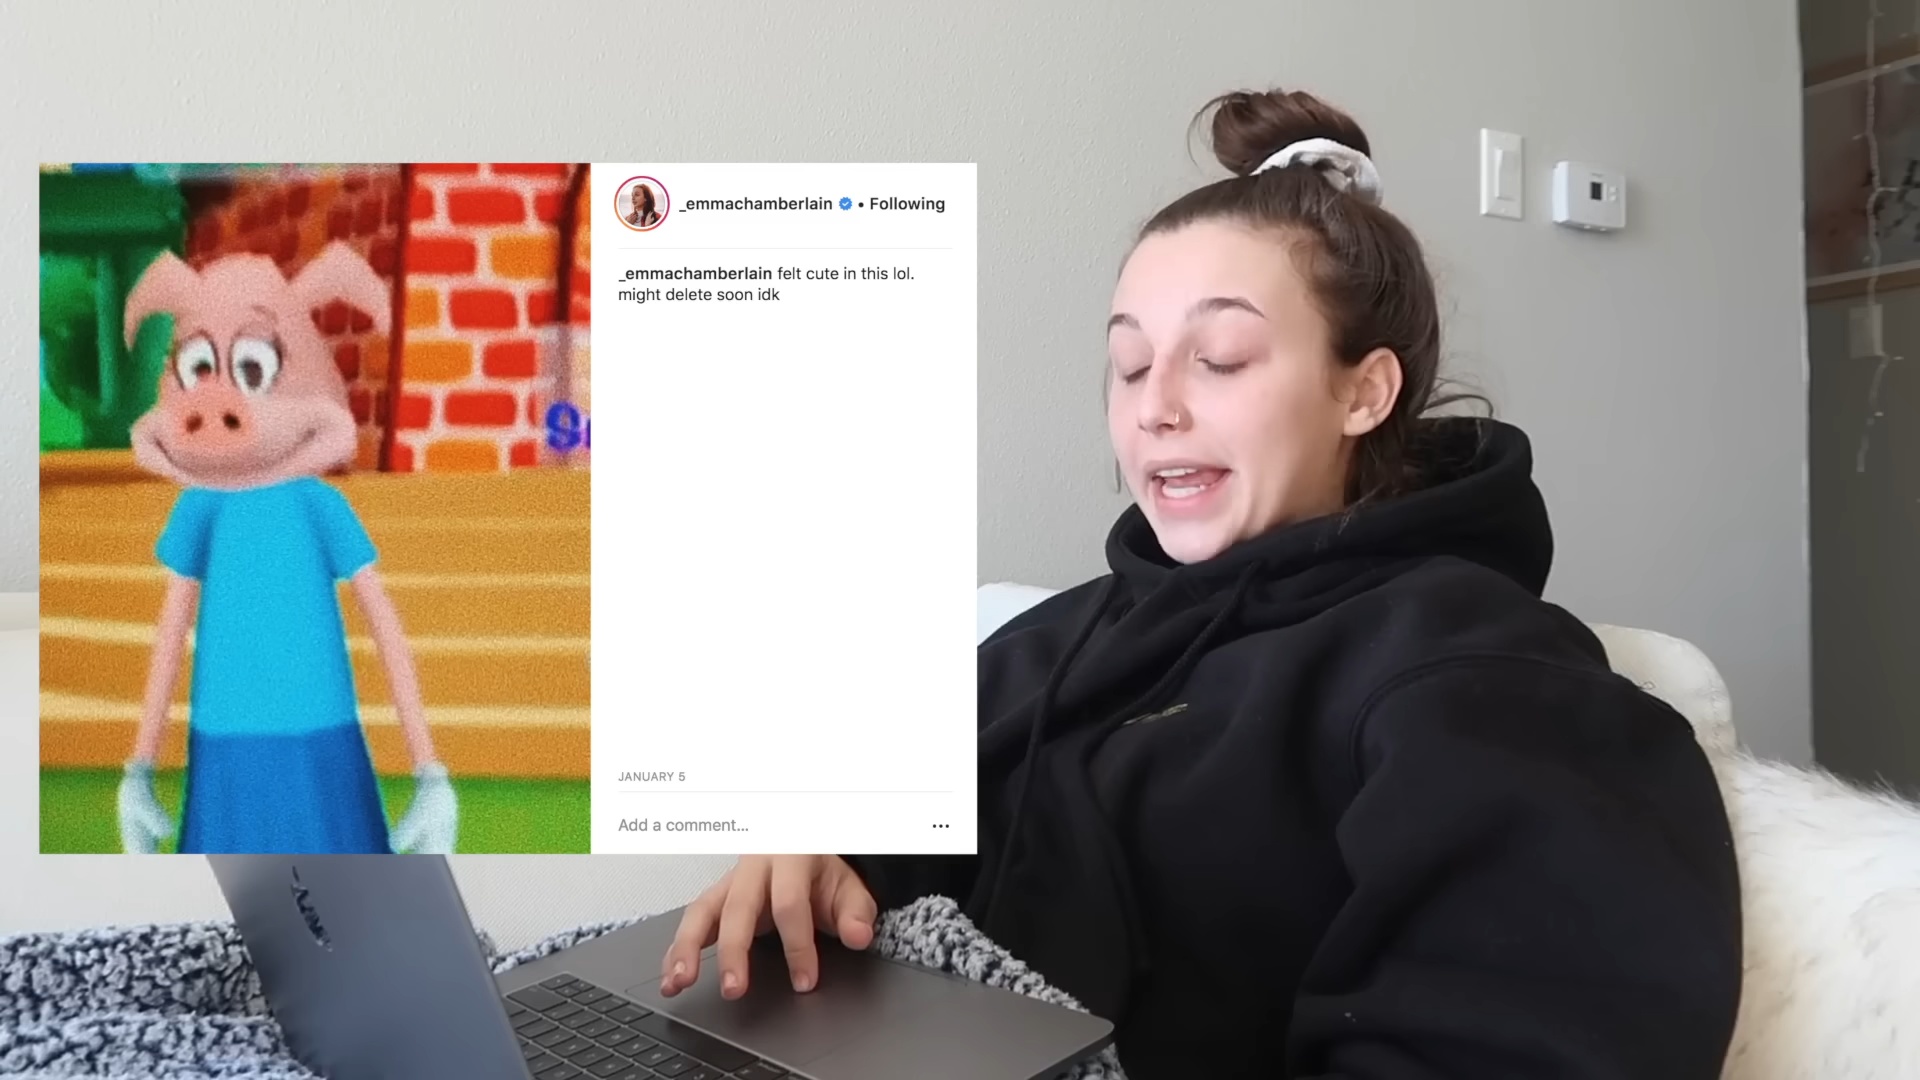 _emmachamberlain • Following
_emmachamberlain felt cute in this lol.
might delete soon idk
JANUARY 5
Add a comment...